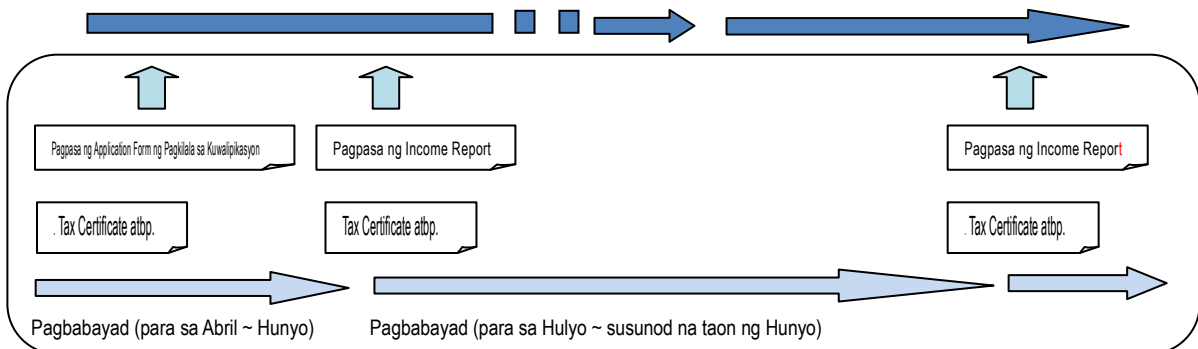 Pagpasa ng Application Form ng Pagkilala sa Kuwalipikasyon
Pagpasa ng Income Report
Pagpasa ng Income Report
. Tax Certificate atbp.
Tax Certificate atbp.
. Tax Certificate atbp.
Pagbabayad (para sa Abril ~ Hunyo)
Pagbabayad (para sa Hulyo ~ susunod na taon ng Hunyo)